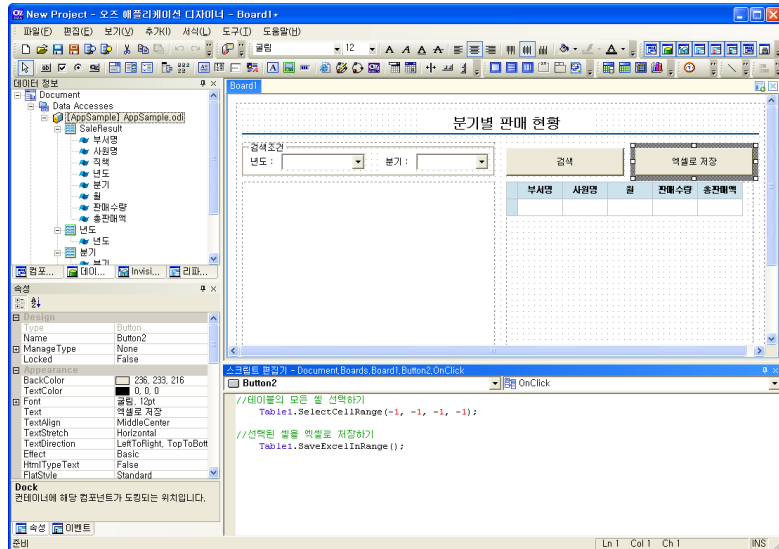 New Project - 오즈 애플리케이션 디자이너 - Board1+
파일(F) 편집(E) 보기(V) 추가(I) 서식(L) 도구(T) 도움말(H)
굴림 12
데이터 정보
Document
Data Accesses
[AppSample] AppSample.odi
SaleResult
부서명
사원명
직책
년도
분기
월
판매수량
총판매액
년도
년도
분기
분기
컴포... 데이... Invisi... 리파...
속성
Design
Type Button
Name Button2
ManageType None
Locked False
Appearance
BackColor 236, 233, 216
TextColor 0, 0, 0
Font 굴림, 12pt
Text 엑셀로 저장
TextAlign MiddleCenter
TextStretch Horizontal
TextDirection LeftToRight, TopToBott
Effect Basic
HtmlTypeText False
FlatStyle Standard
Dock
컨테이너에 해당 컴포넌트가 도킹되는 위치입니다.
속성 이벤트
준비
Board1
분기별 판매 현황
검색조건
년도 : 분기 :
검색 엑셀로 저장
부서명 사원명 월 판매수량 총판매액
스크립트 편집기 - Document.Boards.Board1.Button2.OnClick
Button2 OnClick
//테이블의 모든 셀 선택하기
Table1.SelectCellRange(-1, -1, -1, -1);
//선택된 셀을 엑셀로 저장하기
Table1.SaveExcelInRange();
Ln 1 Col 1 Ch 1 INS